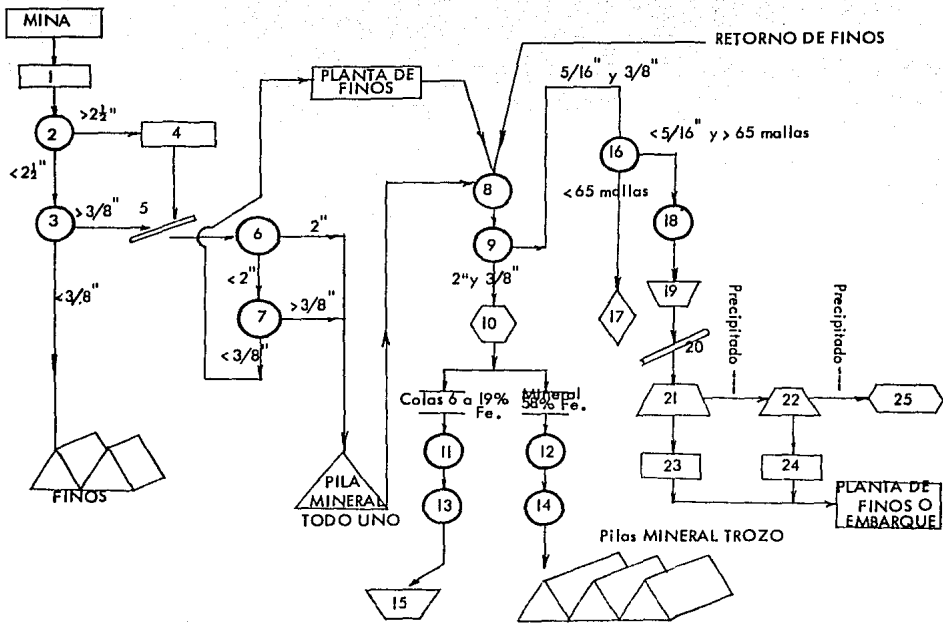 MINA
1
2
>2½"
4
<2½"
3
>3/8"
5
<3/8"
FINOS
6
2"
<2"
7
>3/8"
<3/8"
PLANTA DE
FINOS
PILA
MINERAL
TODO UNO
RETORNO DE FINOS
8
9
5/16" y 3/8"
2" y 3/8"
10
Colas 6 a 19%
Fe.
Mineral
58% Fe.
11
12
13
14
15
Pilas MINERAL TROZO
16
<5/16" y > 65 mallas
<65 mallas
17
18
19
20
21
Precipitado
22
Precipitado
25
23
24
PLANTA DE
FINOS O
EMBARQUE